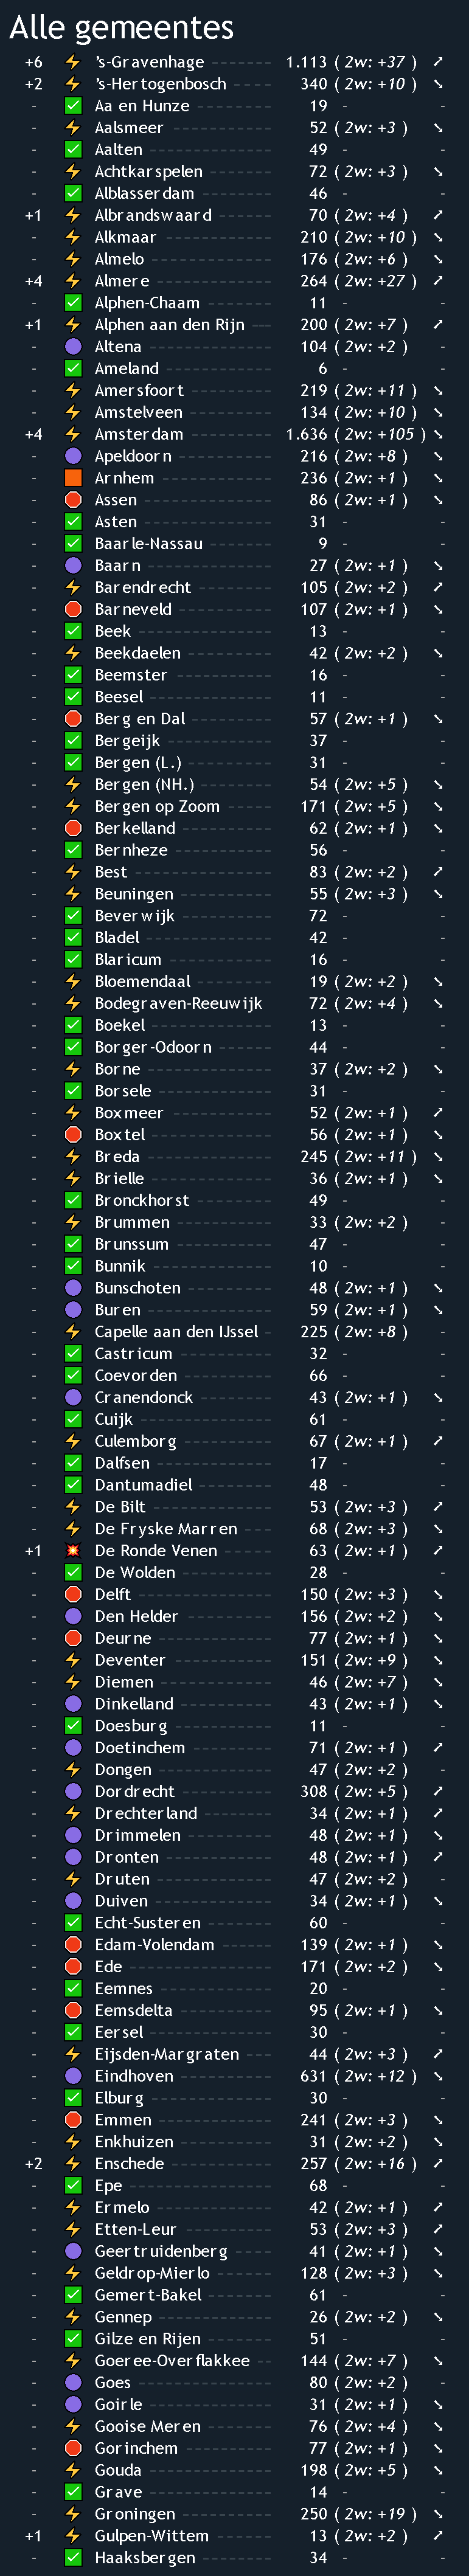 Alle gemeentes
+6 's-Gravenhage 1.113 ( 2w: +37 )
+2 's-Hertogenbosch 340 ( 2w: +10 )
- Aa en Hunze 19 - -
- Aalsmeer 52 ( 2w: +3 )
- Aalten 49 - -
- Achtkarspelen 72 ( 2w: +3 )
- Alblasserdam 46 - -
+1 Albrandswaard 70 ( 2w: +4 )
- Alkmaar 210 ( 2w: +10 )
- Almelo 176 ( 2w: +6 )
+4 Almere 264 ( 2w: +27 )
- Alphen-Chaam 11 - -
+1 Alphen aan den Rijn 200 ( 2w: +7 )
- Altena 104 ( 2w: +2 ) -
- Ameland 6 - -
- Amersfoort 219 ( 2w: +11 )
- Amstelveen 134 ( 2w: +10 )
+4 Amsterdam 1.636 ( 2w: +105 )
- Apeldoorn 216 ( 2w: +8 )
- Arnhem 236 ( 2w: +1 )
- Assen 86 ( 2w: +1 )
- Asten 31 - -
- Baarle-Nassau 9 - -
- Baarn 27 ( 2w: +1 )
- Barendrecht 105 ( 2w: +2 )
- Barneveld 107 ( 2w: +1 )
- Beek 13 - -
- Beekdaelen 42 ( 2w: +2 )
- Beemster 16 - -
- Beesel 11 - -
- Berg en Dal 57 ( 2w: +1 )
- Bergeijk 37 - -
- Bergen (L.) 31 - -
- Bergen (NH.) 54 ( 2w: +5 )
- Bergen op Zoom 171 ( 2w: +5 )
- Berkelland 62 ( 2w: +1 )
- Bernheze 56 - -
- Best 83 ( 2w: +2 )
- Beuningen 55 ( 2w: +3 )
- Beverwijk 72 - -
- Bladel 42 - -
- Blaricum 16 - -
- Bloemendaal 19 ( 2w: +2 )
- Bodegraven-Reeuwijk 72 ( 2w: +4 )
- Boekel 13 - -
- Borger-Odoorn 44 - -
- Borne 37 ( 2w: +2 )
- Borsele 31 - -
- Boxmeer 52 ( 2w: +1 )
- Boxtel 56 ( 2w: +1 )
- Breda 245 ( 2w: +11 )
- Brielle 36 ( 2w: +1 )
- Bronckhorst 49 - -
- Brummen 33 ( 2w: +2 ) -
- Brunssum 47 - -
- Bunnik 10 - -
- Bunschoten 48 ( 2w: +1 )
- Buren 59 ( 2w: +1 )
- Capelle aan den IJssel 225 ( 2w: +8 ) -
- Castricum 32 - -
- Coevorden 66 - -
- Cranendonck 43 ( 2w: +1 )
- Cuijk 61 - -
- Culemborg 67 ( 2w: +1 )
- Dalfsen 17 - -
- Dantumadiel 48 - -
- De Bilt 53 ( 2w: +3 )
- De Fryske Marren 68 ( 2w: +3 )
+1 De Ronde Venen 63 ( 2w: +1 )
- De Wolden 28 - -
- Delft 150 ( 2w: +3 )
- Den Helder 156 ( 2w: +2 )
- Deurne 77 ( 2w: +1 )
- Deventer 151 ( 2w: +9 )
- Diemen 46 ( 2w: +7 )
- Dinkelland 43 ( 2w: +1 )
- Doesburg 11 - -
- Doetinchem 71 ( 2w: +1 )
- Dongen 47 ( 2w: +2 ) -
- Dordrecht 308 ( 2w: +5 )
- Drechterland 34 ( 2w: +1 )
- Drimmelen 48 ( 2w: +1 )
- Dronten 48 ( 2w: +1 )
- Druten 47 ( 2w: +2 ) -
- Duiven 34 ( 2w: +1 )
- Echt-Susteren 60 - -
- Edam-Volendam 139 ( 2w: +1 )
- Ede 171 ( 2w: +2 )
- Eemnes 20 - -
- Eemsdelta 95 ( 2w: +1 )
- Eersel 30 - -
- Eijsden-Margraten 44 ( 2w: +3 )
- Eindhoven 631 ( 2w: +12 )
- Elburg 30 - -
- Emmen 241 ( 2w: +3 )
- Enkhuizen 31 ( 2w: +2 )
+2 Enschede 257 ( 2w: +16 )
- Epe 68 - -
- Ermelo 42 ( 2w: +1 )
- Etten-Leur 53 ( 2w: +3 )
- Geertruidenberg 41 ( 2w: +1 )
- Geldrop-Mierlo 128 ( 2w: +3 )
- Gemert-Bakel 61 - -
- Gennep 26 ( 2w: +2 )
- Gilze en Rijen 51 - -
- Goeree-Overflakkee 144 ( 2w: +7 )
- Goes 80 ( 2w: +2 ) -
- Goirle 31 ( 2w: +1 )
- Gooise Meren 76 ( 2w: +4 )
- Gorinchem 77 ( 2w: +1 )
- Gouda 198 ( 2w: +5 )
- Grave 14 - -
- Groningen 250 ( 2w: +19 )
+1 Gulpen-Wittem 13 ( 2w: +2 )
- Haaksbergen 34 - -